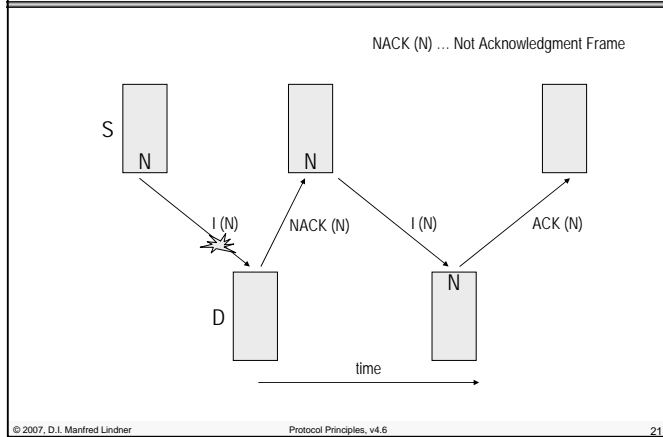 NACK (N) ... Not Acknowledgment Frame
S
N
N
I (N)
NACK (N)
I (N)
ACK (N)
D
N
time
© 2007, D.I. Manfred Lindner
Protocol Principles, v4.6
21